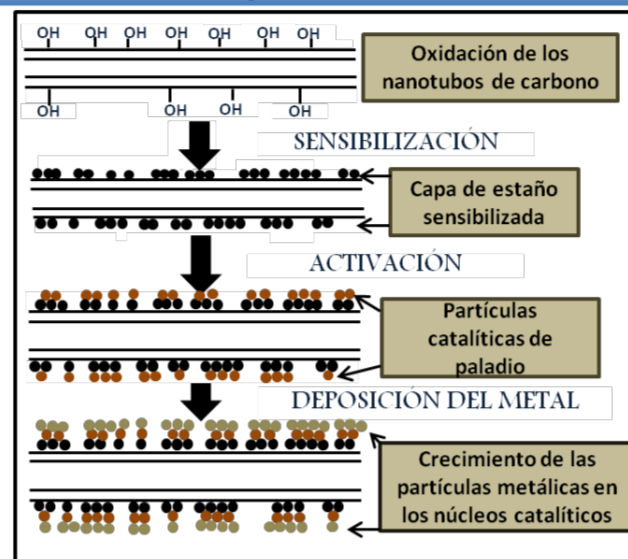 OH OH OH OH OH OH OH
Oxidación de los
nanotubos de carbono
OH OH OH OH
SENSIBILIZACIÓN
Capa de estaño
sensibilizada
ACTIVACIÓN
Partículas
catalíticas de
paladio
DEPOSICIÓN DEL METAL
Crecimiento de las
partículas metálicas en
los núcleos catalíticos